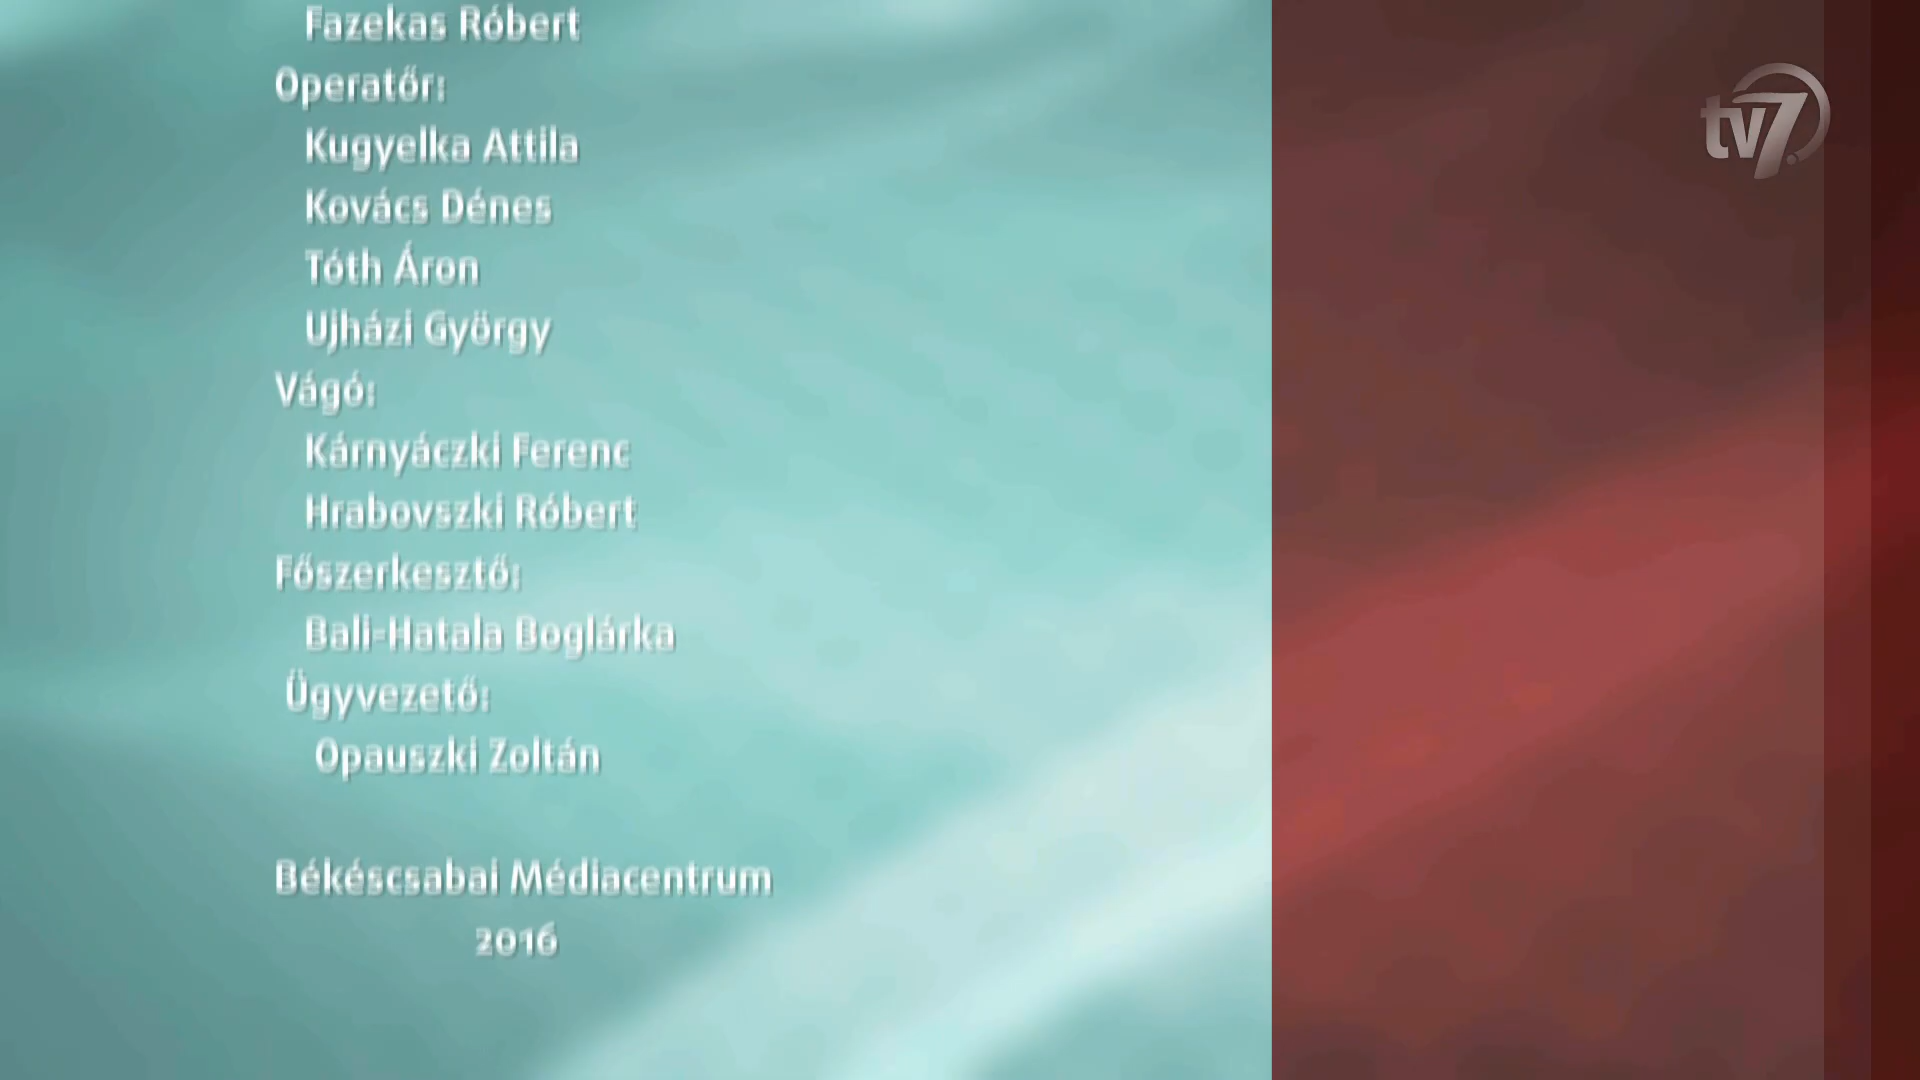 Fazekas Róbert
Operatőr:
Kugyelka Attila
Kovács Dénes
Tóth Áron
Ujházi György
Vágó:
Kárnyáczki Ferenc
Hrabovszki Róbert
Főszerkesztő:
Bali-Hatala Boglárka
Ügyvezető:
Opauszki Zoltán
Békéscsabai Médiacentrum
2016
tv7